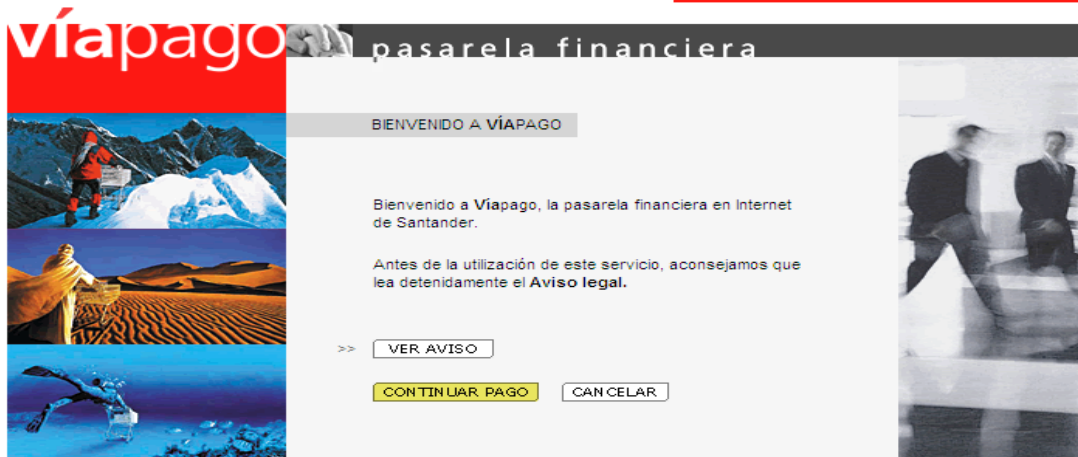 víapago
pasarela financiera
BIENVENIDO A VÍAPAGO
Bienvenido a Víapago, la pasarela financiera en Internet
de Santander.
Antes de la utilización de este servicio, aconsejamos que
lea detenidamente el Aviso legal.
>> VER AVISO
CONTINUAR PAGO CANCELAR